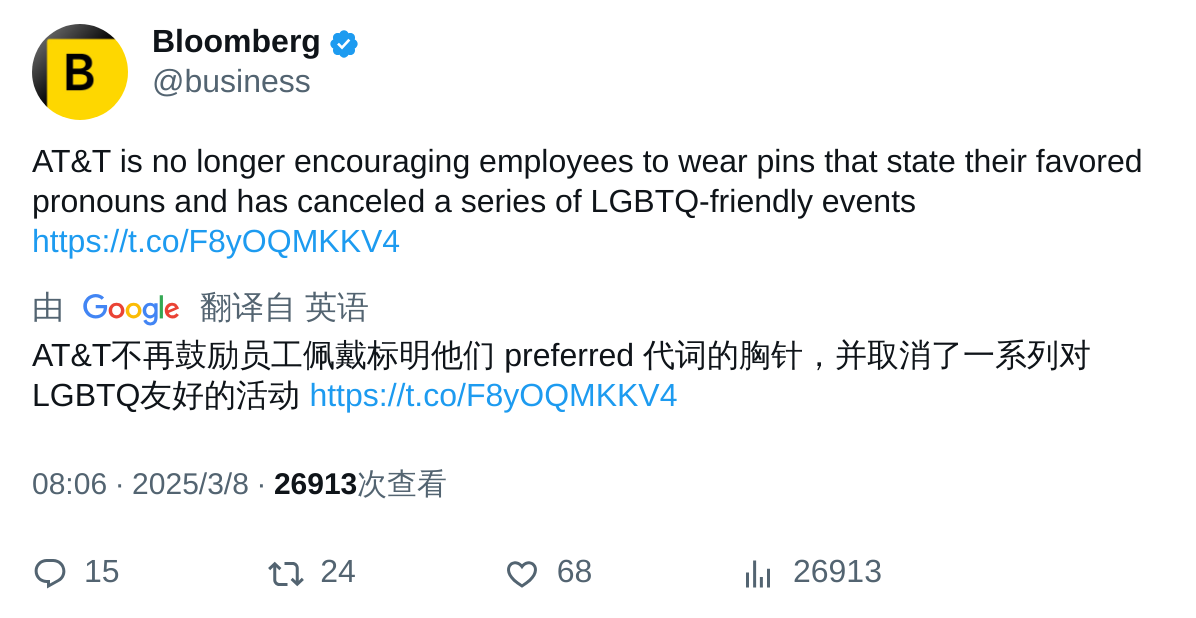 B
Bloomberg
@business
AT&T is no longer encouraging employees to wear pins that state their favored
pronouns and has canceled a series of LGBTQ-friendly events
https://t.co/F8yOQMKKV4
由 Google 翻译自 英语
AT&T不再鼓励员工佩戴标明他们 preferred 代词的胸针，并取消了一系列对
LGBTQ友好的活动 https://t.co/F8yOQMKKV4
08:06 · 2025/3/8 · 26913次查看
15 24 68 26913